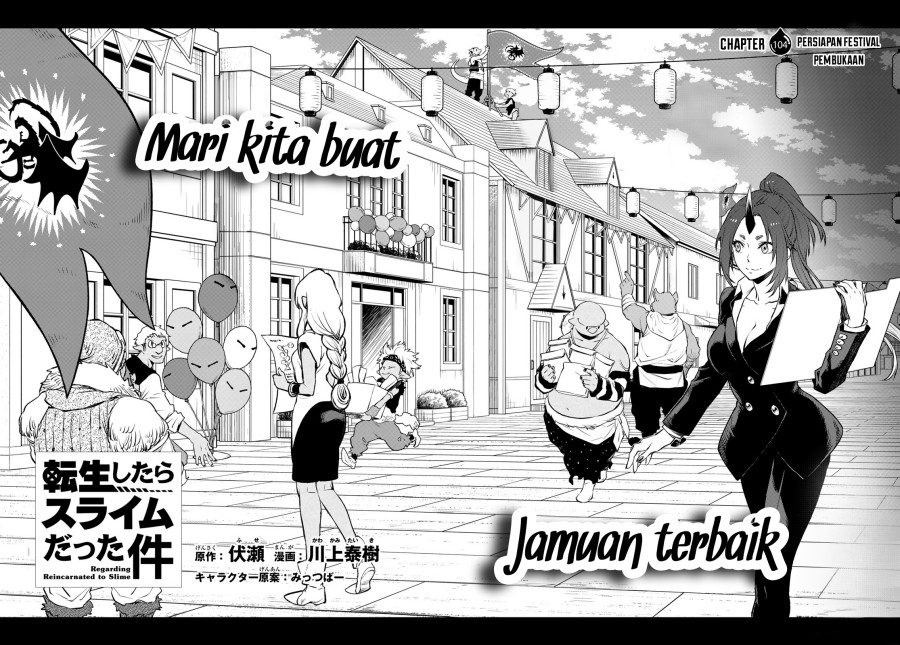 CHAPTER 104
PERSIAPAN FESTIVAL
PEMBUKAAN
Mari kita buat
Jamuan terbaik
転生したら
スライム
だった件
Regarding
Reincarnated to Slime
原作：伏瀬 漫画：川上泰樹
キャラクター原案：みっつばー